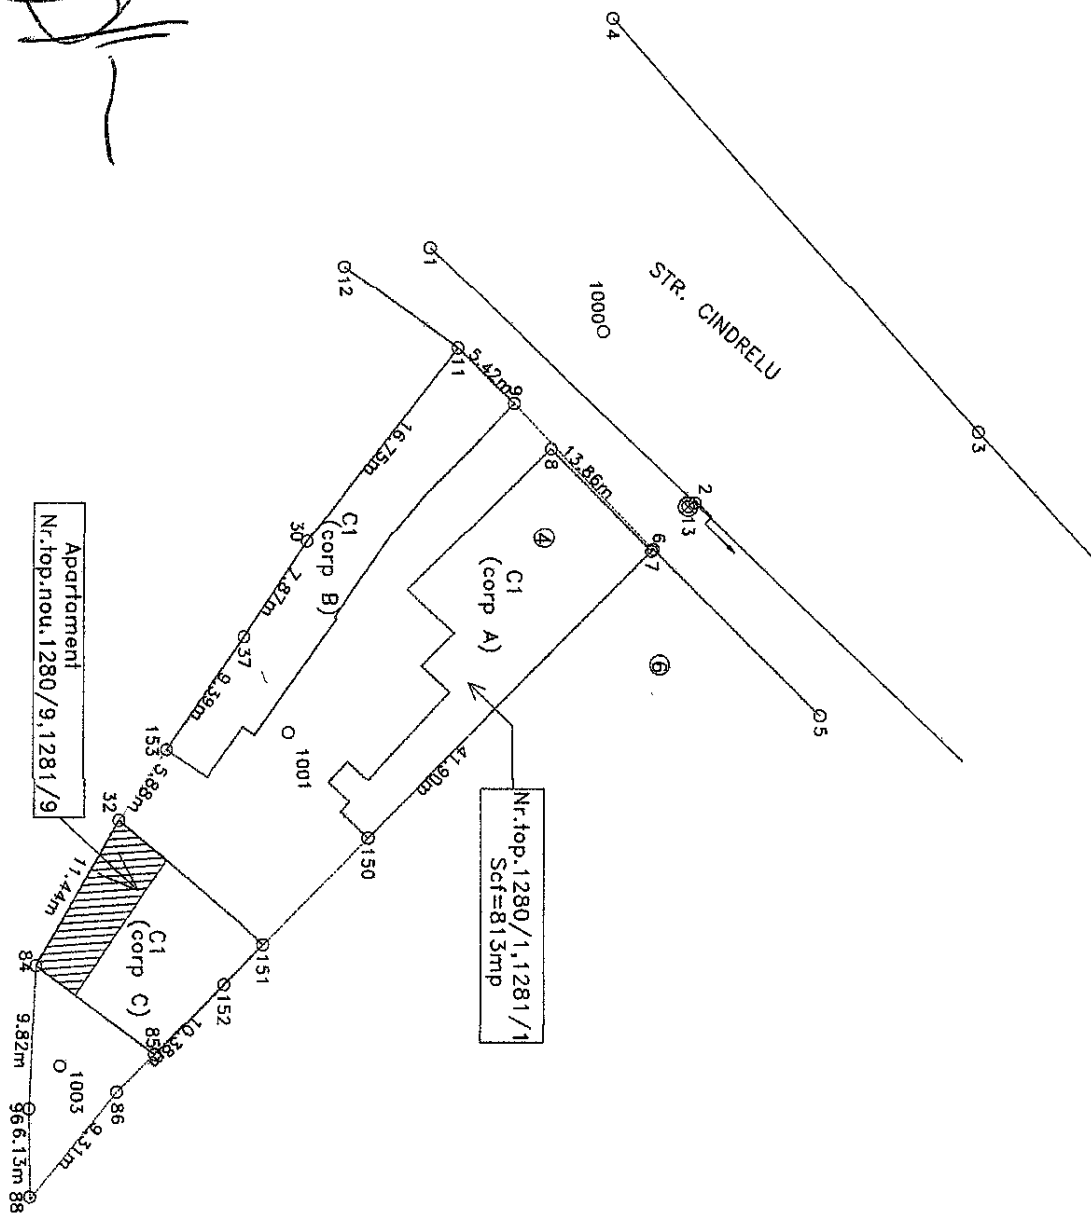 4
3
STR. CINDRELU
1000
1
12
2
13
11
5.42m
9
8
13.86m
6
7
5
④
⑥
C1
(corp A)
16.75m
30
C1
(corp B)
7.87m
37
9.39m
153
1001
41.90m
150
Nr.top.1280/1,1281/1
Scf=813mp
5.88m
32
Apartament
Nr.top.nou.1280/9,1281/9
11.44m
C1
(corp C)
151
152
10.38m
84
85
86
1003
9.82m
9.31m
96
6.13m
88